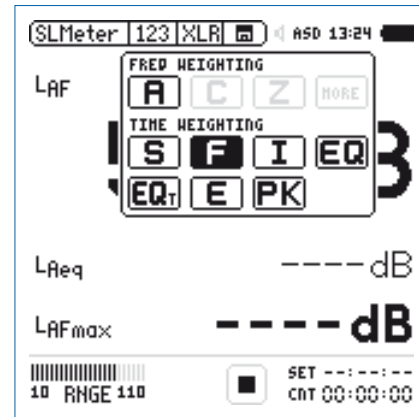 SLMeter 123 XLR ASD 13:24
LAF
FREQ WEIGHTING
A C Z MORE
TIME WEIGHTING
S F I EQ
EQT E PK
LAeq ----dB
LAFmax ----dB
SET --:--:--
10 RNGE 110
CNT 00:00:00